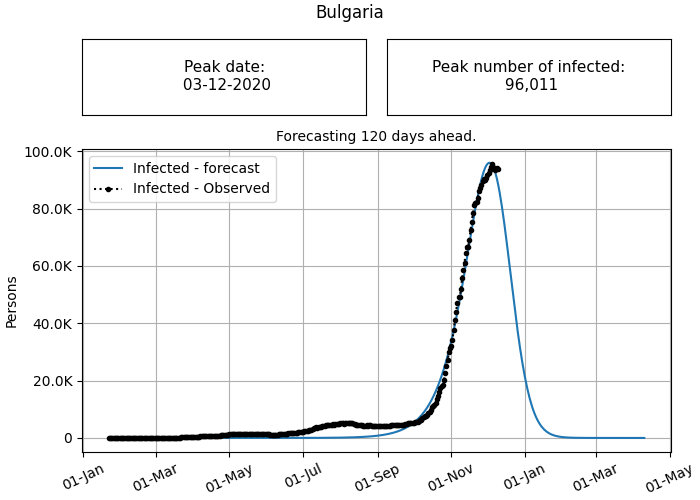 Bulgaria
Peak date:
03-12-2020
Peak number of infected:
96,011
Forecasting 120 days ahead.
Infected - forecast
Infected - Observed
100.0K
80.0K
60.0K
40.0K
20.0K
0
Persons
01-Jan
01-Mar
01-May
01-Jul
01-Sep
01-Nov
01-Jan
01-Mar
01-May